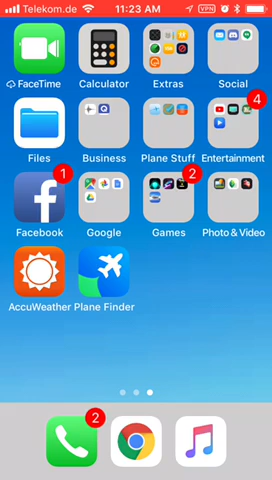 Telekom.de 11:23 AM VPN
FaceTime Calculator Extras Social
4
Files Business Plane Stuff Entertainment
1 2
Facebook Google Games Photo & Video
AccuWeather Plane Finder
2